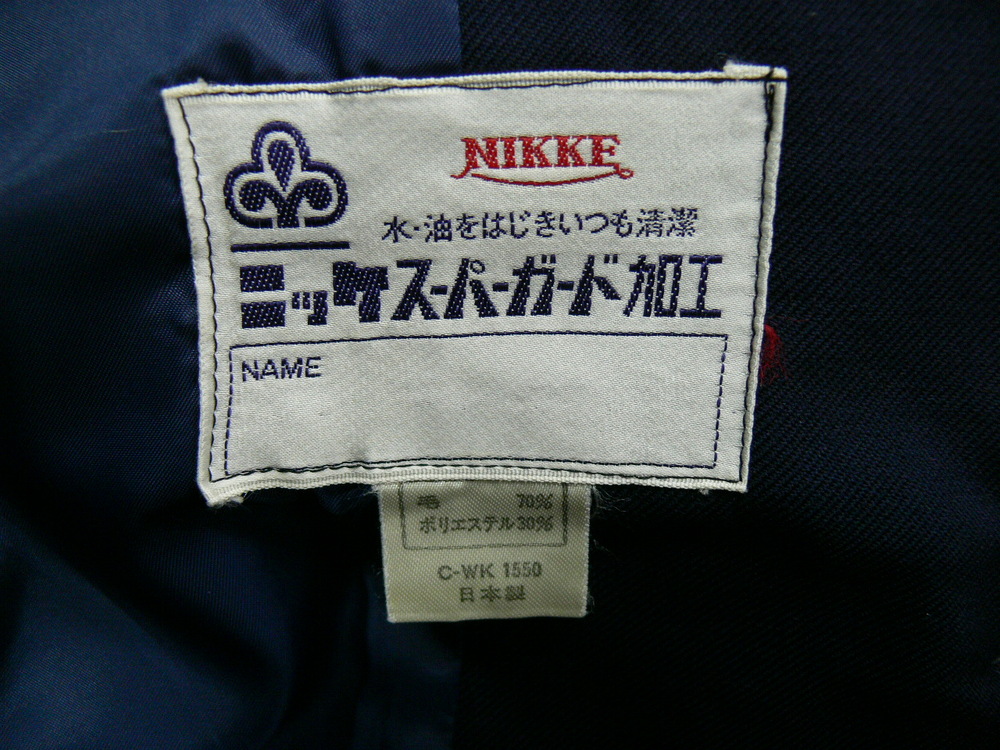 NIKKE
水・油をはじきいつも清潔
ニッケスーパーガード加工
NAME
毛 70%
ポリエステル 30%
C-WK 1550
日本製